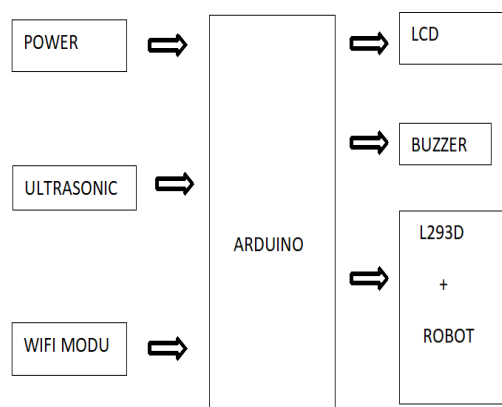 POWER
ULTRASONIC
WIFI MODU
ARDUINO
LCD
BUZZER
L293D
+
ROBOT